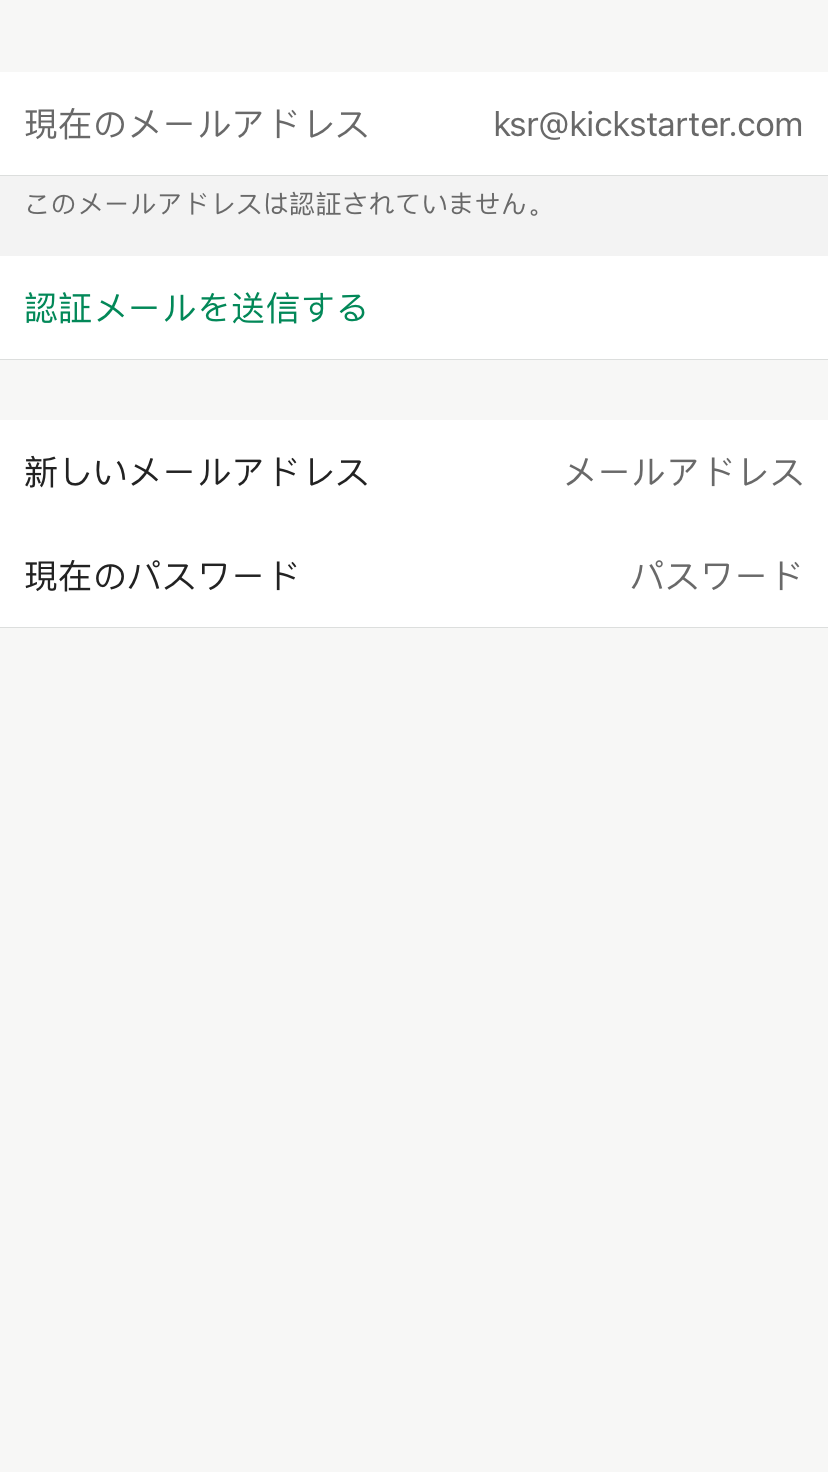 現在のメールアドレス ksr@kickstarter.com
このメールアドレスは認証されていません。
認証メールを送信する
新しいメールアドレス メールアドレス
現在のパスワード パスワード